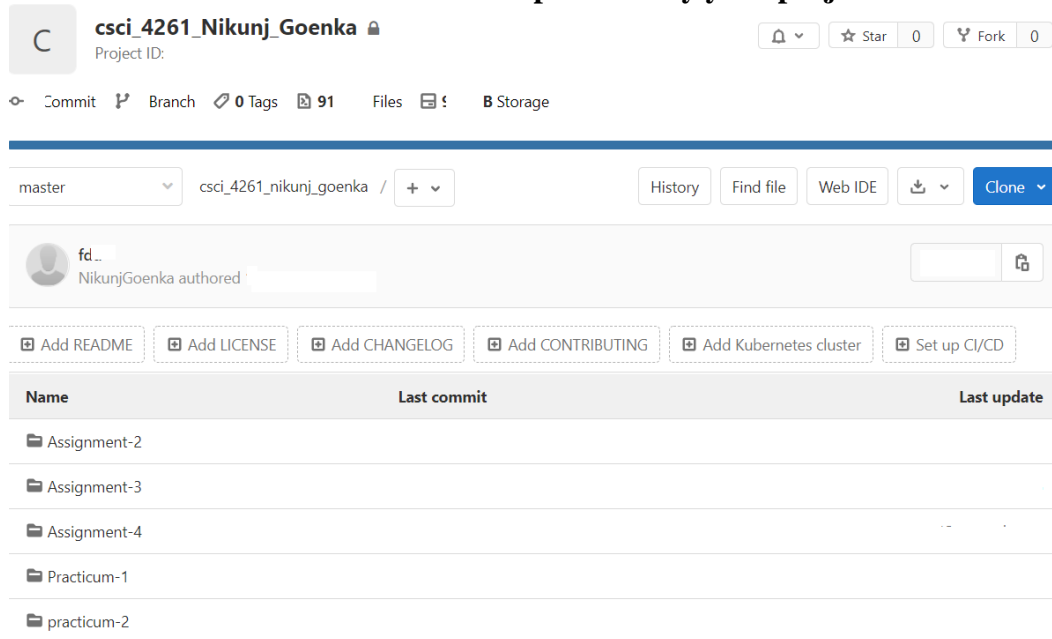 C
csci_4261_Nikunj_Goenka
Project ID:
Star 0
Fork 0
Commit Branch 0 Tags 91 Files B Storage
master csci_4261_nikunj_goenka / + History Find file Web IDE Clone
NikunjGoenka authored
Add README Add LICENSE Add CHANGELOG Add CONTRIBUTING Add Kubernetes cluster Set up CI/CD
Name Last commit Last update
Assignment-2
Assignment-3
Assignment-4
Practicum-1
practicum-2